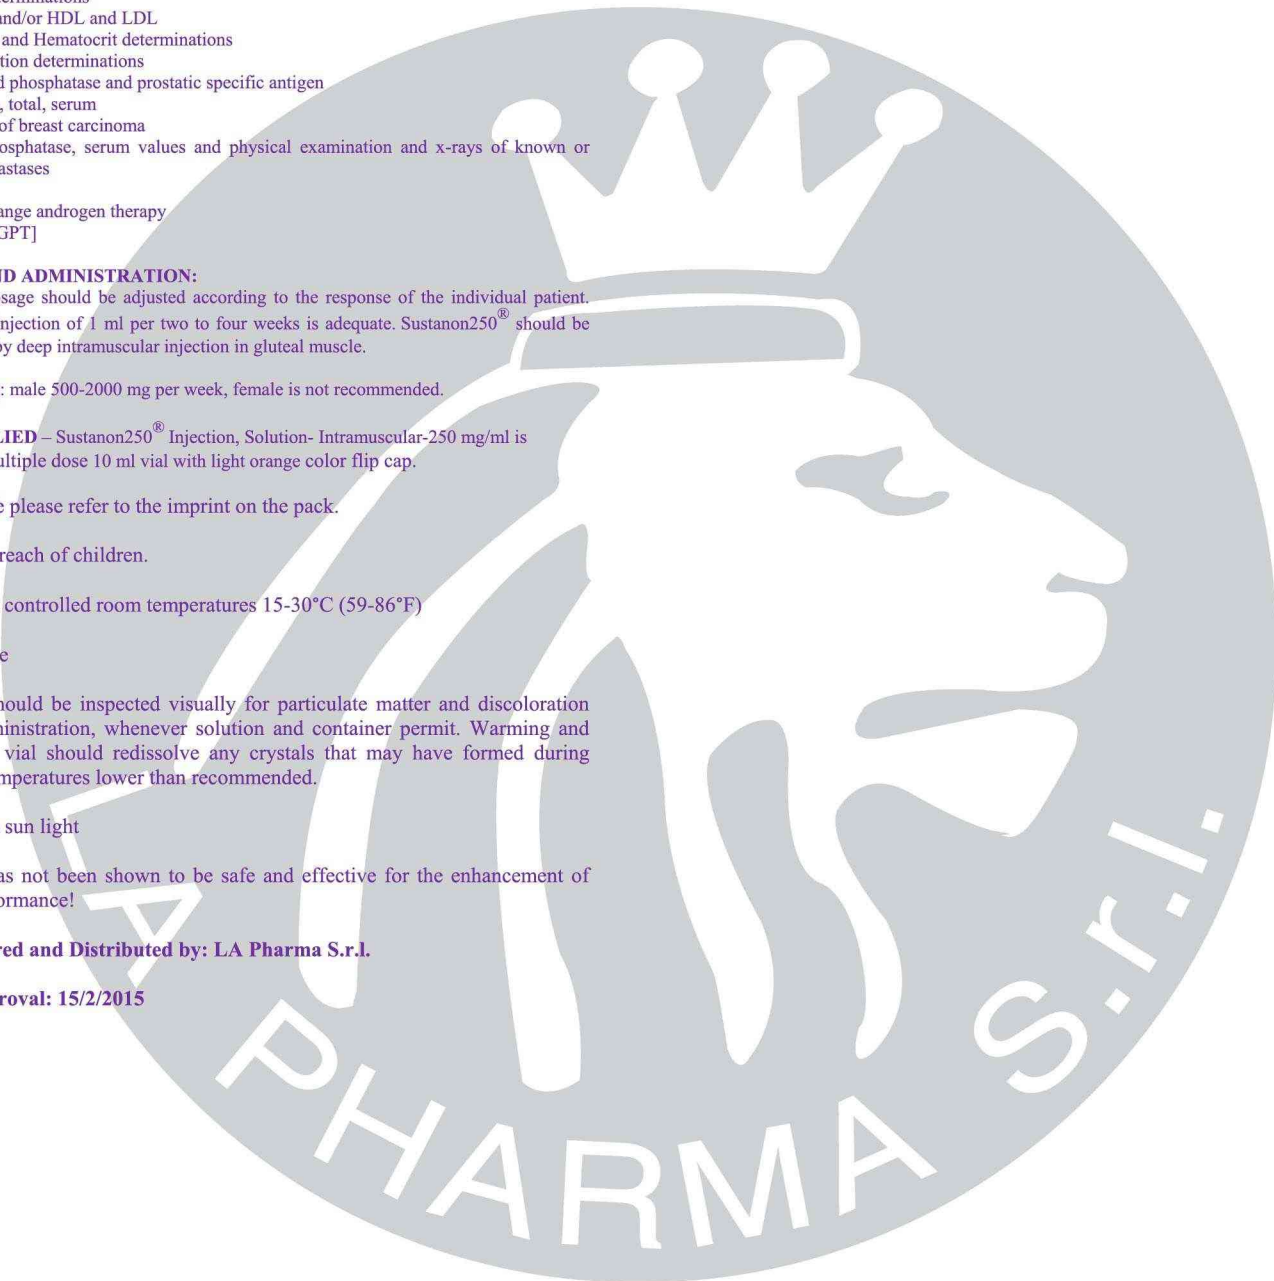 and/or HDL and LDL
and Hematocrit determinations
tion determinations
d phosphatase and prostatic specific antigen
, total, serum
of breast carcinoma
osphatase, serum values and physical examination and x-rays of known or
astases
ange androgen therapy
GPT]
ND ADMINISTRATION:
sage should be adjusted according to the response of the individual patient.
njection of 1 ml per two to four weeks is adequate. Sustanon250® should be
by deep intramuscular injection in gluteal muscle.
: male 500-2000 mg per week, female is not recommended.
LIED – Sustanon250® Injection, Solution- Intramuscular-250 mg/ml is
ultiple dose 10 ml vial with light orange color flip cap.
e please refer to the imprint on the pack.
reach of children.
controlled room temperatures 15-30°C (59-86°F)
e
hould be inspected visually for particulate matter and discoloration
ministration, whenever solution and container permit. Warming and
vial should redissolve any crystals that may have formed during
emperatures lower than recommended.
sun light
as not been shown to be safe and effective for the enhancement of
ormance!
red and Distributed by: LA Pharma S.r.l.
roval: 15/2/2015
LA PHARMA S.r.l.